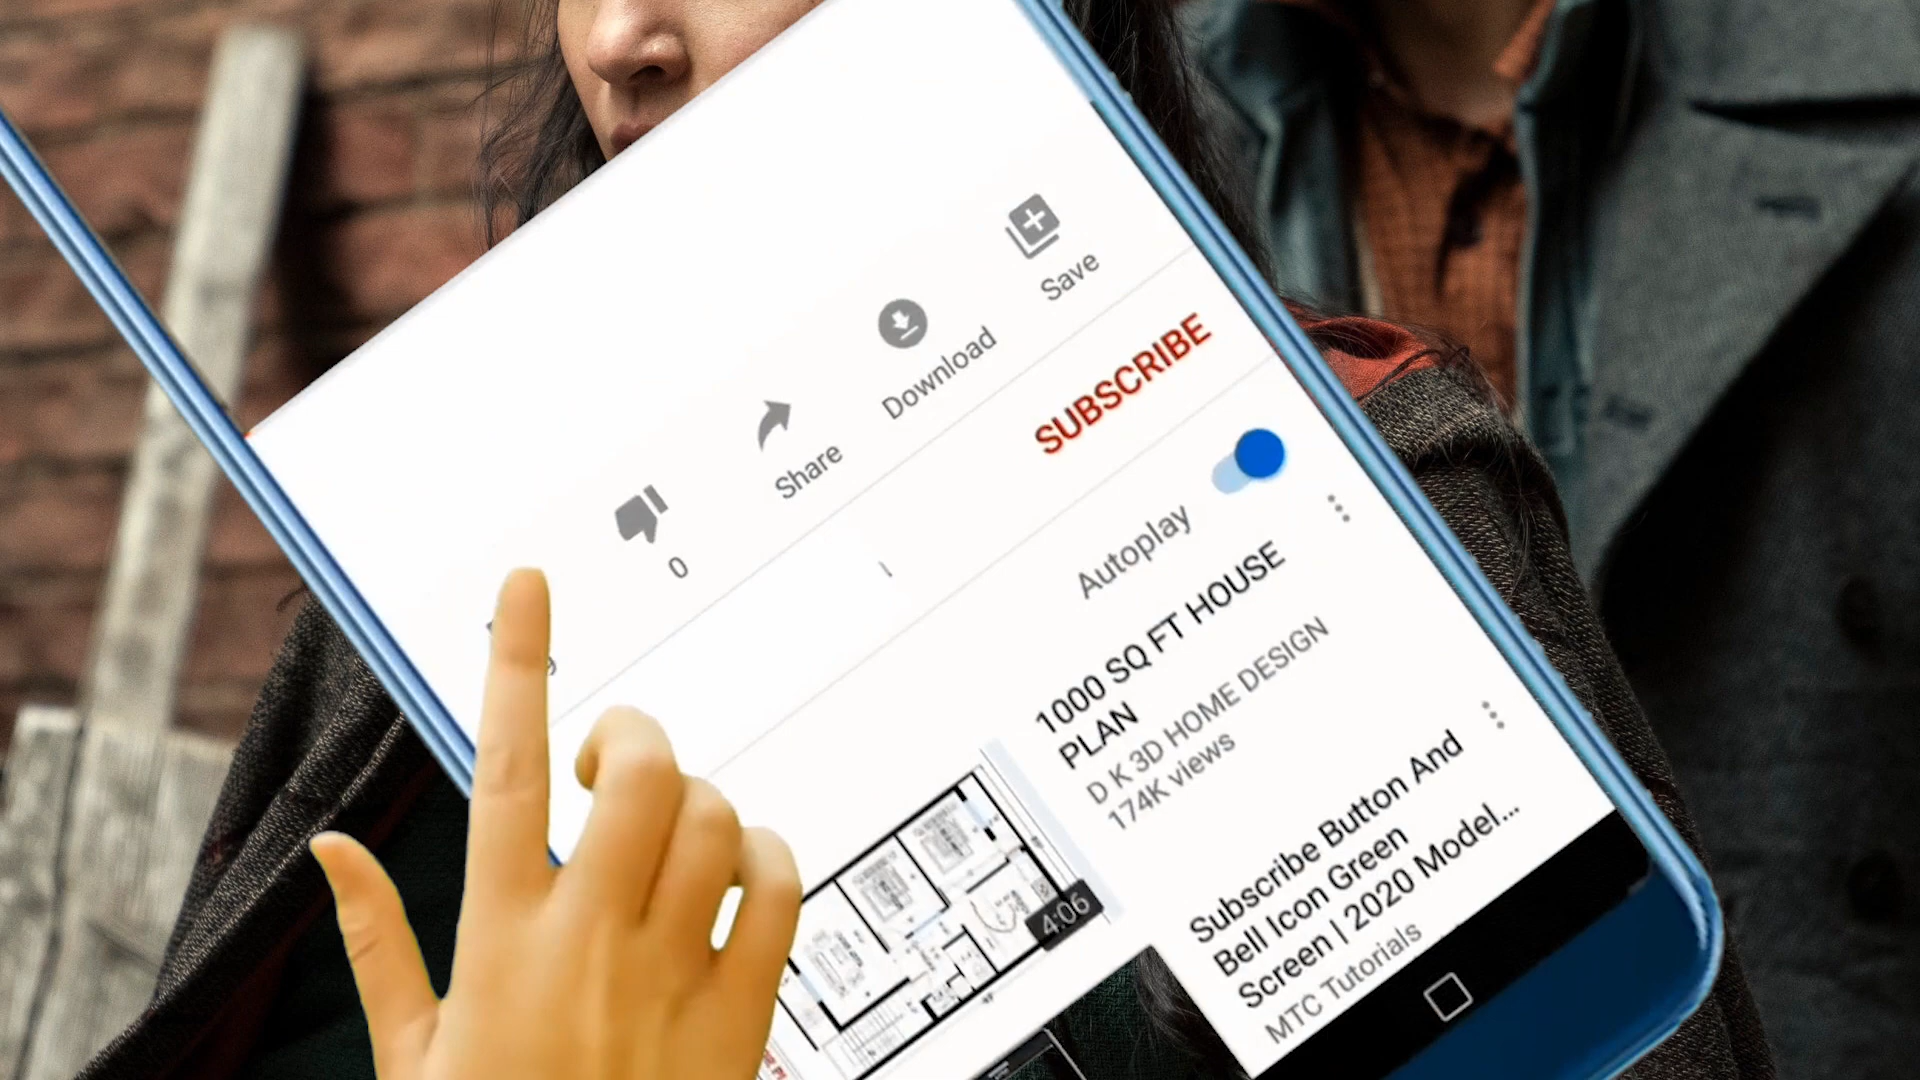 Save
Download
Share
0
9
SUBSCRIBE
Autoplay
1000 SQ FT HOUSE
PLAN
D K 3D HOME DESIGN
174K views
4:06
Subscribe Button And
Bell Icon Green
Screen | 2020 Model...
MTC Tutorials